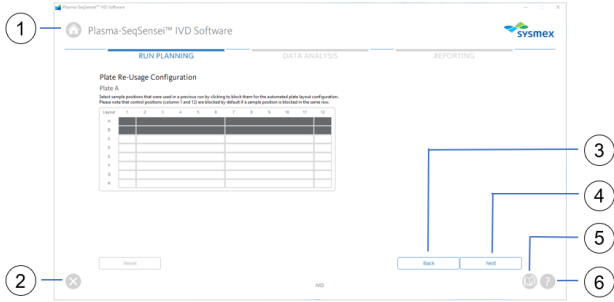 Plasma-SeqSensei™ IVD Software
1
Plasma-SeqSensei™ IVD Software
sysmex
RUN PLANNING
DATA ANALYSIS
REPORTING
Plate Re-Usage Configuration
Plate A
Select sample positions that were used in a previous run by clicking to block them for the automated plate layout configuration.
Please note that control positions (column 1 and 12) are blocked by default if a sample position is blocked in the same row.
Layout 1 2 3 4 5 6 7 8 9 10 11 12
A
B
C
D
E
F
G
H
3
4
5
Reset
Back
Next
2
IVD
?
6